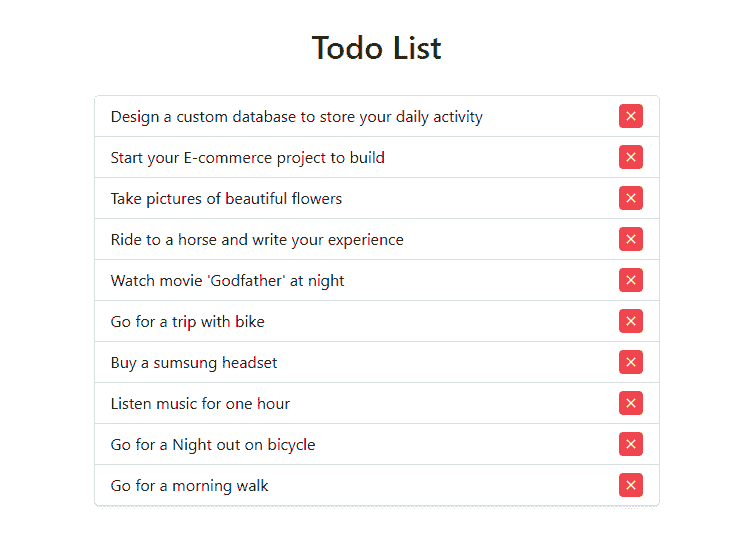 Todo List
Design a custom database to store your daily activity
Start your E-commerce project to build
Take pictures of beautiful flowers
Ride to a horse and write your experience
Watch movie 'Godfather' at night
Go for a trip with bike
Buy a sumsung headset
Listen music for one hour
Go for a Night out on bicycle
Go for a morning walk